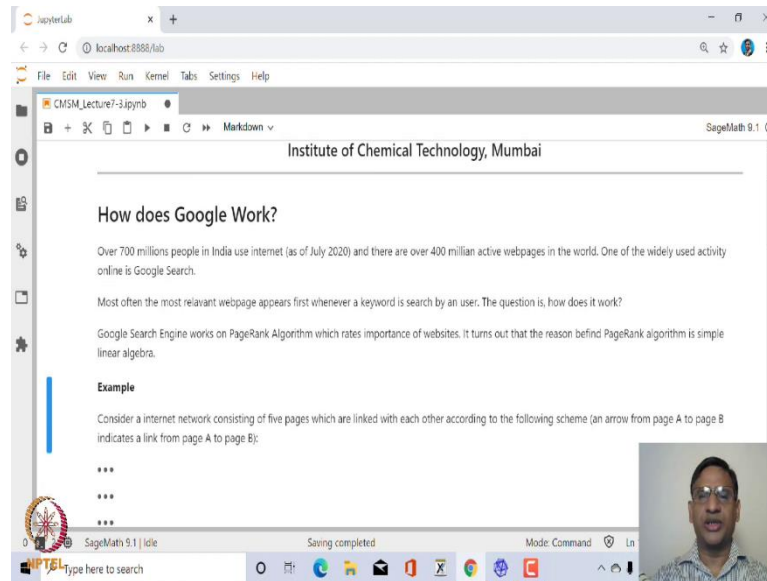 JupyterLab
localhost:8888/lab
File Edit View Run Kernel Tabs Settings Help
CMSM_Lecture7-3.ipynb
Markdown
SageMath 9.1
Institute of Chemical Technology, Mumbai
How does Google Work?
Over 700 millions people in India use internet (as of July 2020) and there are over 400 millian active webpages in the world. One of the widely used activity
online is Google Search.
Most often the most relavant webpage appears first whenever a keyword is search by an user. The question is, how does it work?
Google Search Engine works on PageRank Algorithm which rates importance of websites. It turns out that the reason befind PageRank algorithm is simple
linear algebra.
Example
Consider a internet network consisting of five pages which are linked with each other according to the following scheme (an arrow from page A to page B
indicates a link from page A to page B):
•••
•••
•••
0 SageMath 9.1 | Idle Saving completed Mode: Command Ln
NPTEL Type here to search